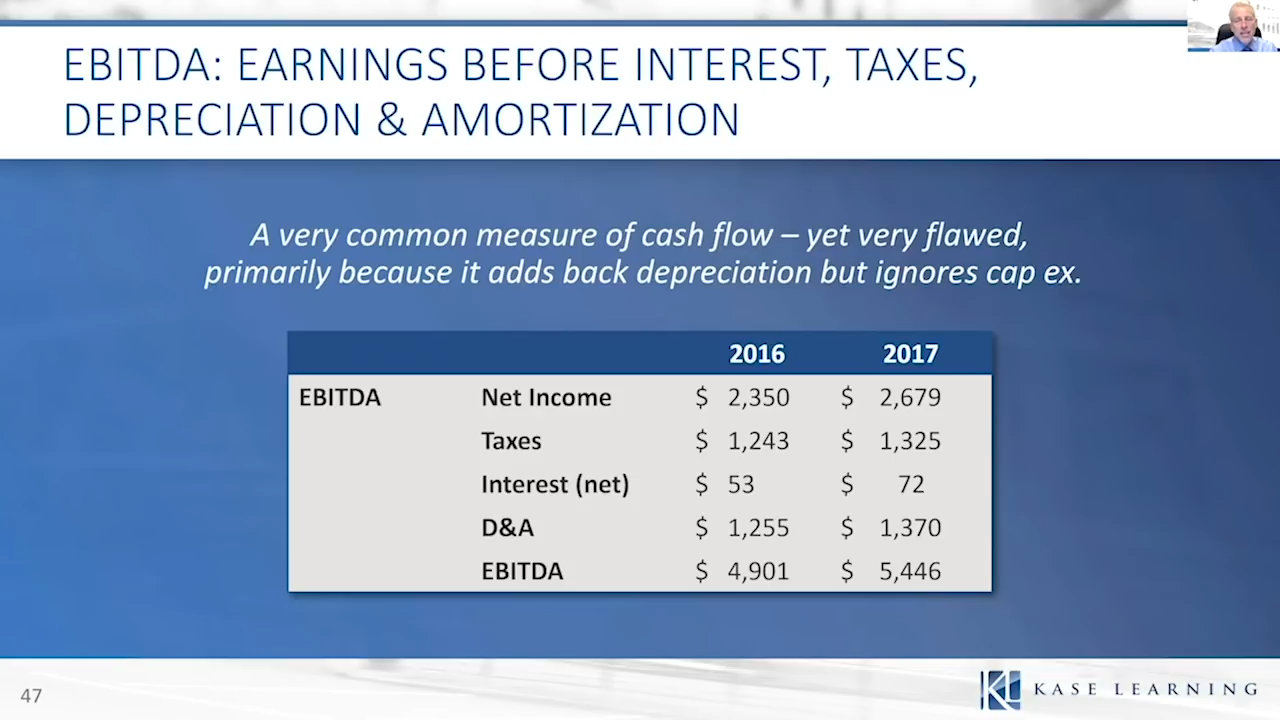 EBITDA: EARNINGS BEFORE INTEREST, TAXES,
DEPRECIATION & AMORTIZATION
A very common measure of cash flow – yet very flawed,
primarily because it adds back depreciation but ignores cap ex.
2016 2017
EBITDA Net Income $ 2,350 $ 2,679
Taxes $ 1,243 $ 1,325
Interest (net) $ 53 $ 72
D&A $ 1,255 $ 1,370
EBITDA $ 4,901 $ 5,446
47
KL KASE LEARNING